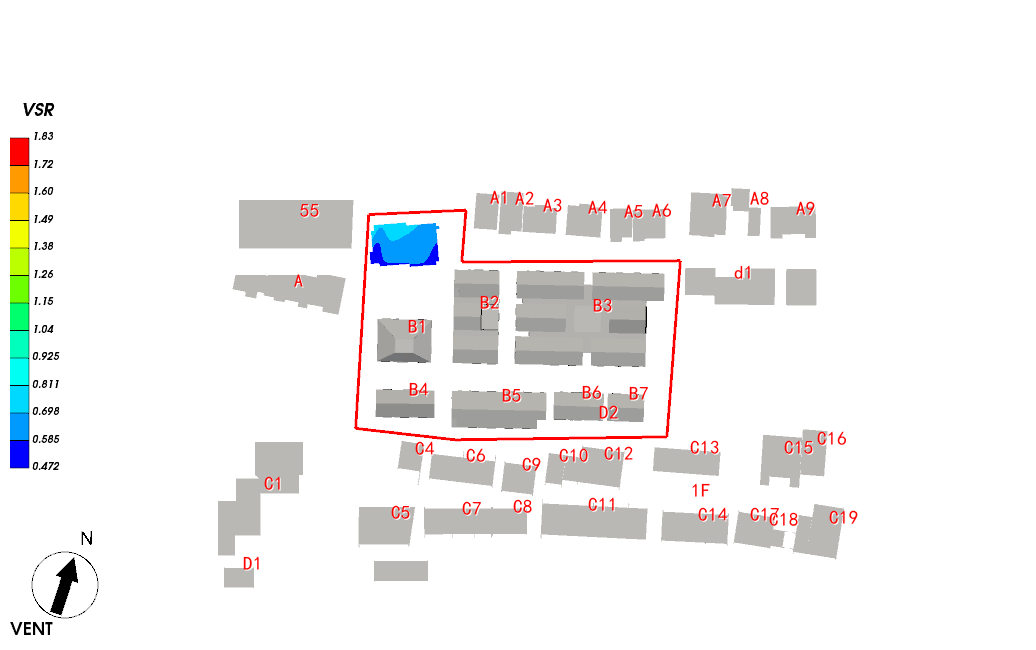 VSR
1.83
1.72
1.60
1.49
1.38
1.26
1.15
1.04
0.925
0.811
0.698
0.585
0.472
A1 A2 A3 A4 A5 A6 A7 A8 A9
55
A
d1
B1 B2 B3
B4 B5 B6 B7
D2
C4 C6 C9 C10 C12 C13 C15 C16
C1
1F
C5 C7 C8 C11 C14 C17 C18 C19
D1
N
VENT